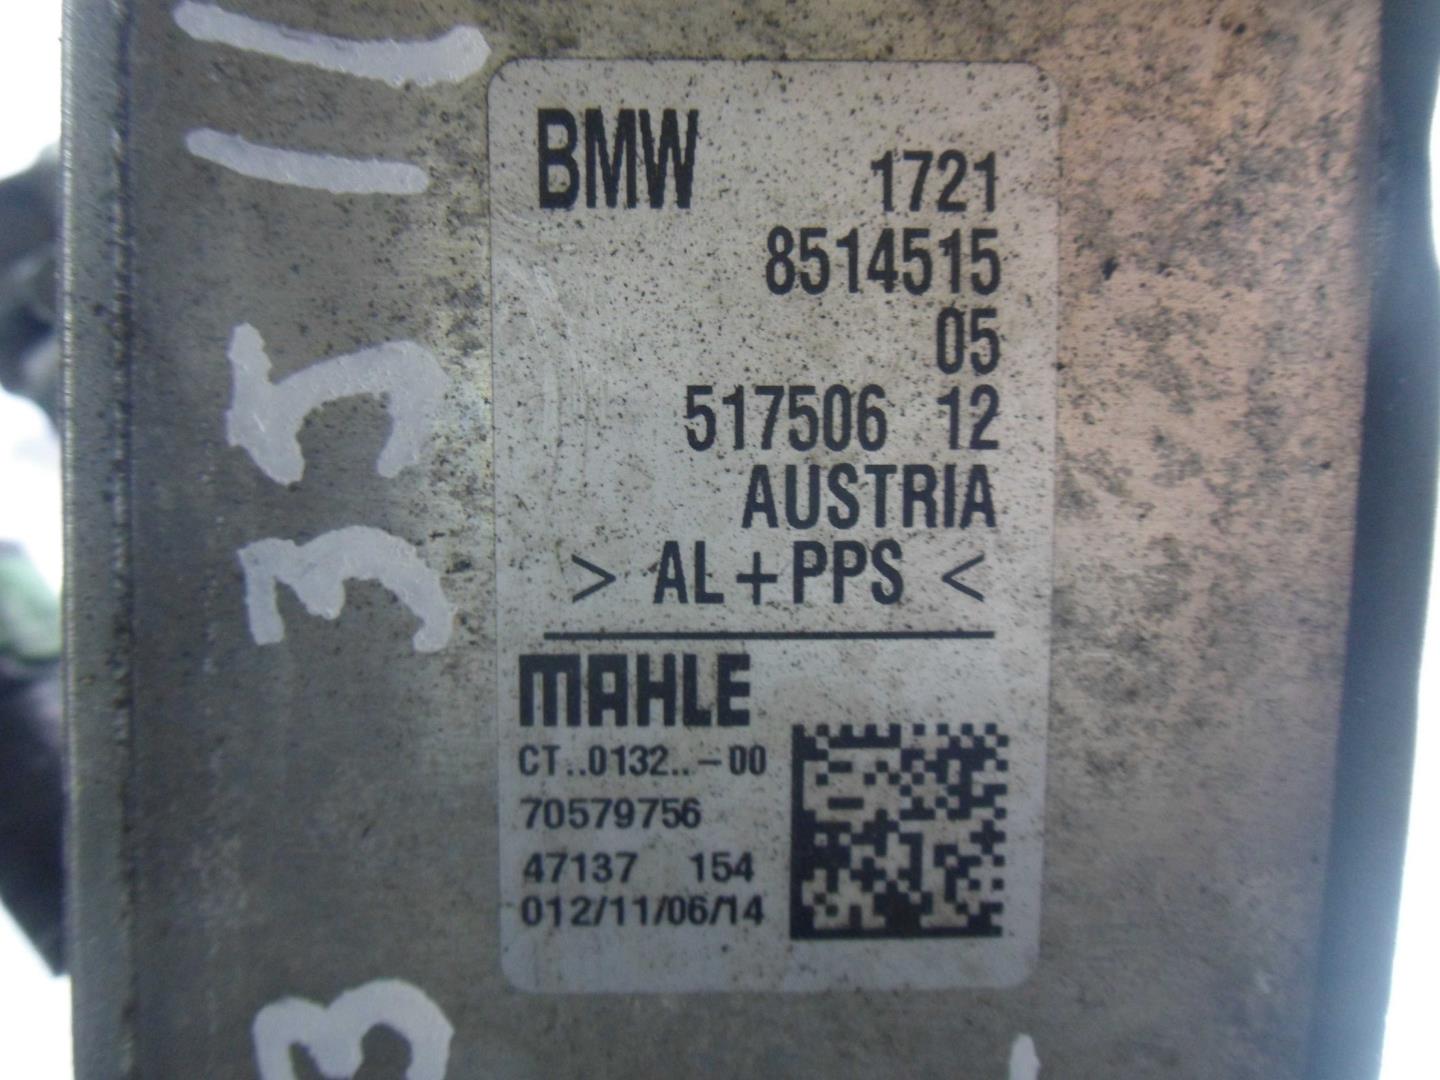 BMW 1721
8514515
05
517506 12
AUSTRIA
> AL+PPS <
MAHLE
CT..0132..-00
70579756
47137 154
012/11/06/14